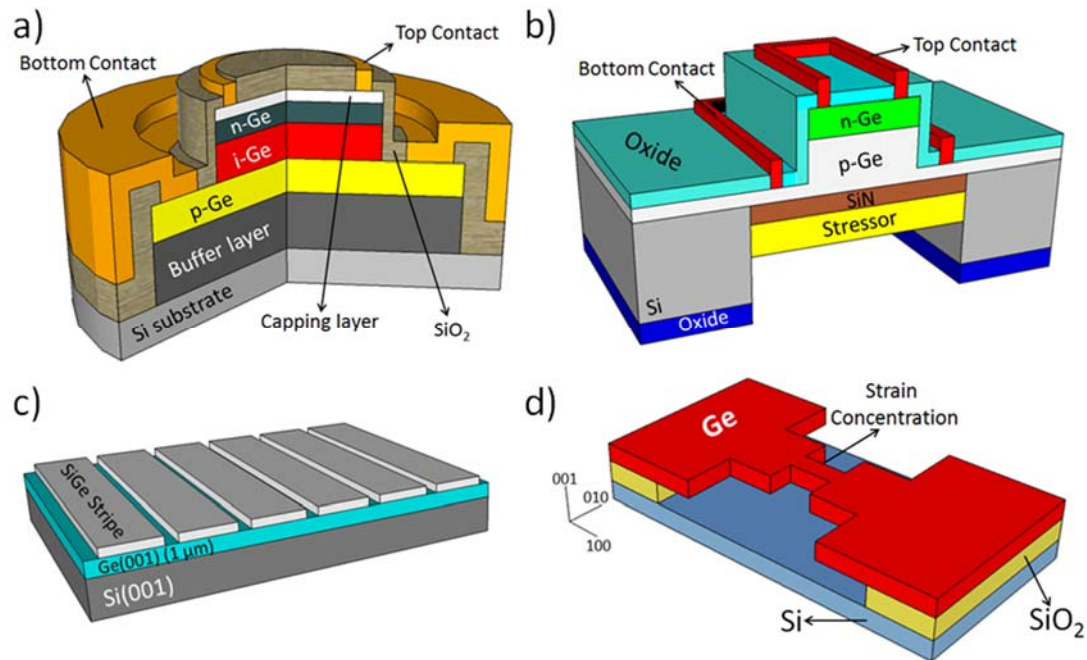 a)
Bottom Contact
Top Contact
n-Ge
i-Ge
p-Ge
Buffer layer
Si substrate
Capping layer
SiO2
b)
Bottom Contact
Top Contact
Oxide
n-Ge
p-Ge
SiN
Stressor
Si
Oxide
c)
SiGe Stripe
Ge(001) (1 μm)
Si(001)
d)
Strain
Concentration
Ge
001
010
100
Si
SiO2